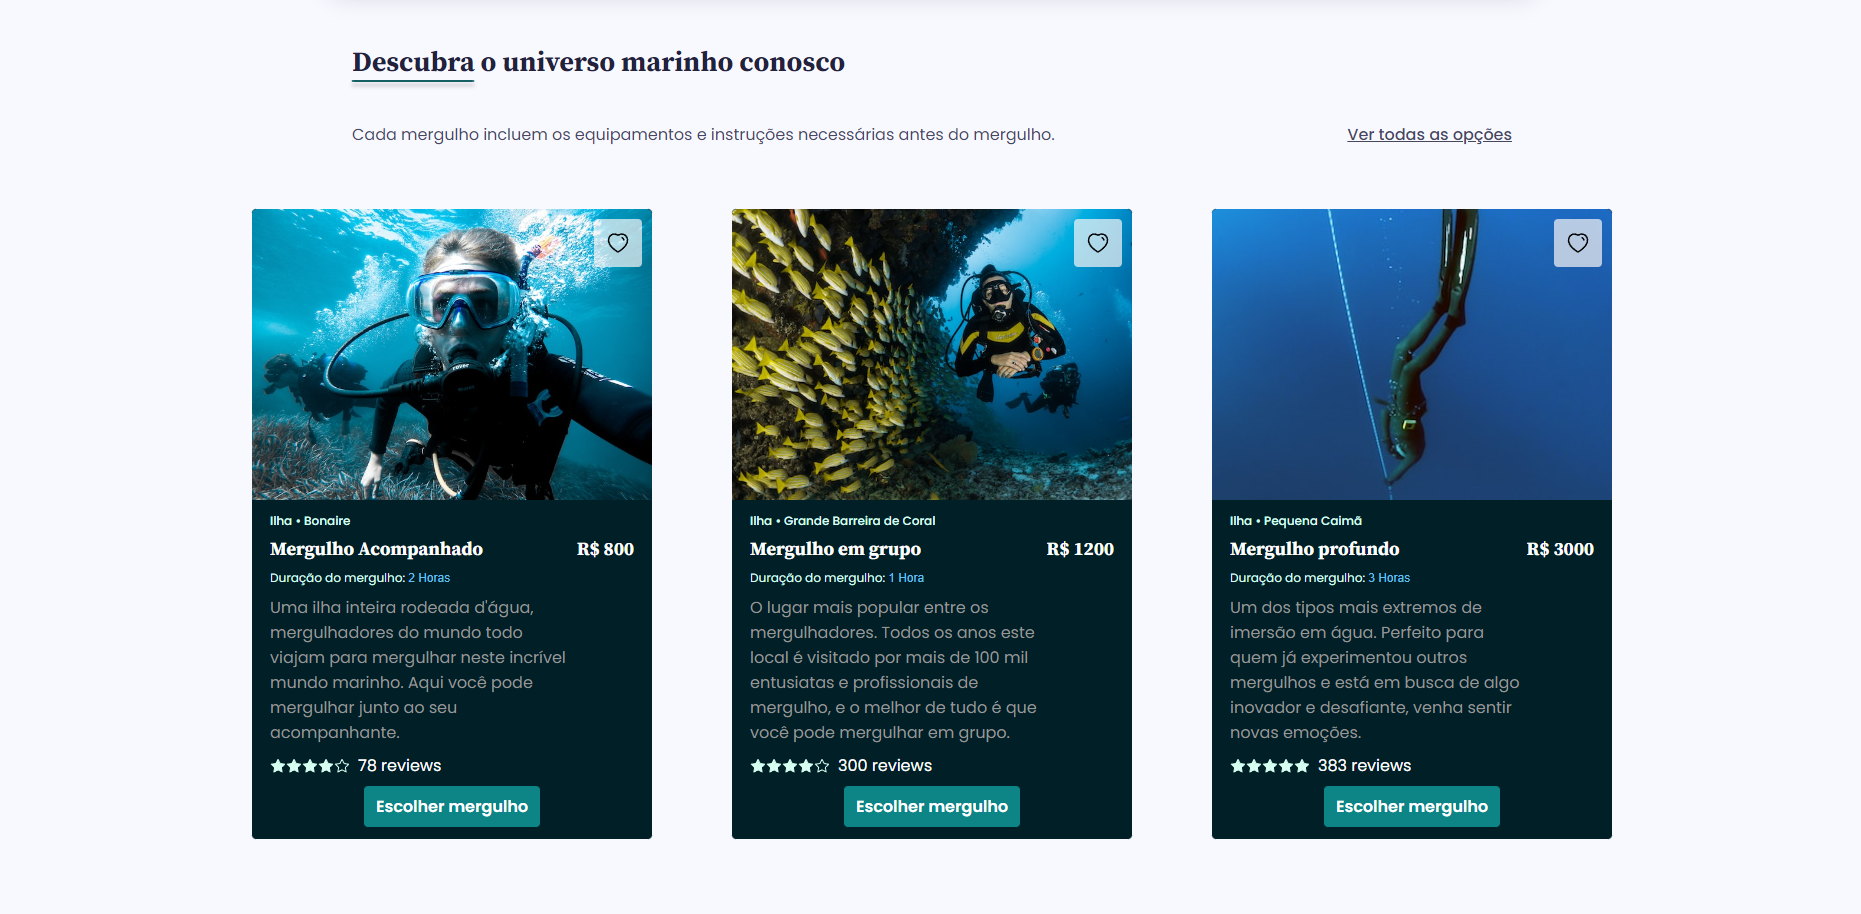 Descubra o universo marinho conosco
Cada mergulho incluem os equipamentos e instruções necessárias antes do mergulho.
Ver todas as opções
Ilha • Bonaire
Mergulho Acompanhado R$ 800
Duração do mergulho: 2 Horas
Uma ilha inteira rodeada d'água,
mergulhadores do mundo todo
viajam para mergulhar neste incrível
mundo marinho. Aqui você pode
mergulhar junto ao seu
acompanhante.
78 reviews
Escolher mergulho
Ilha • Grande Barreira de Coral
Mergulho em grupo R$ 1200
Duração do mergulho: 1 Hora
O lugar mais popular entre os
mergulhadores. Todos os anos este
local é visitado por mais de 100 mil
entusiatas e profissionais de
mergulho, e o melhor de tudo é que
você pode mergulhar em grupo.
300 reviews
Escolher mergulho
Ilha • Pequena Caimã
Mergulho profundo R$ 3000
Duração do mergulho: 3 Horas
Um dos tipos mais extremos de
imersão em água. Perfeito para
quem já experimentou outros
mergulhos e está em busca de algo
inovador e desafiante, venha sentir
novas emoções.
383 reviews
Escolher mergulho